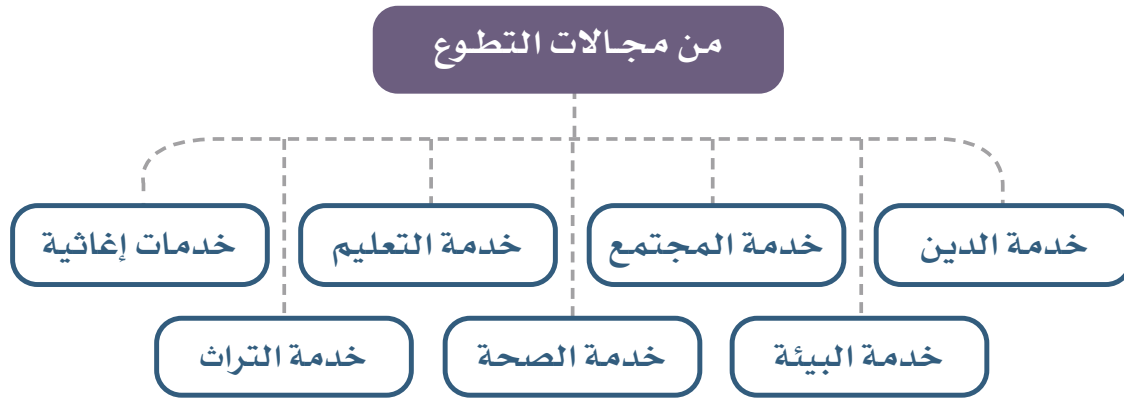 من مجالات التطوع
خدمة الدين
خدمة المجتمع
خدمة التعليم
خدمات إغاثية
خدمة البيئة
خدمة الصحة
خدمة التراث